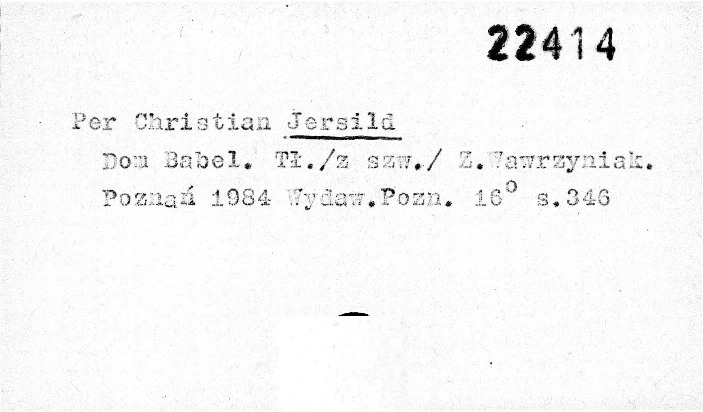 22414
Per Christian Jersild
Dom Babel. Tł./z szw./ Z.Wawrzyniak.
Poznań 1984 Wydaw.Pozn. 16° s.346